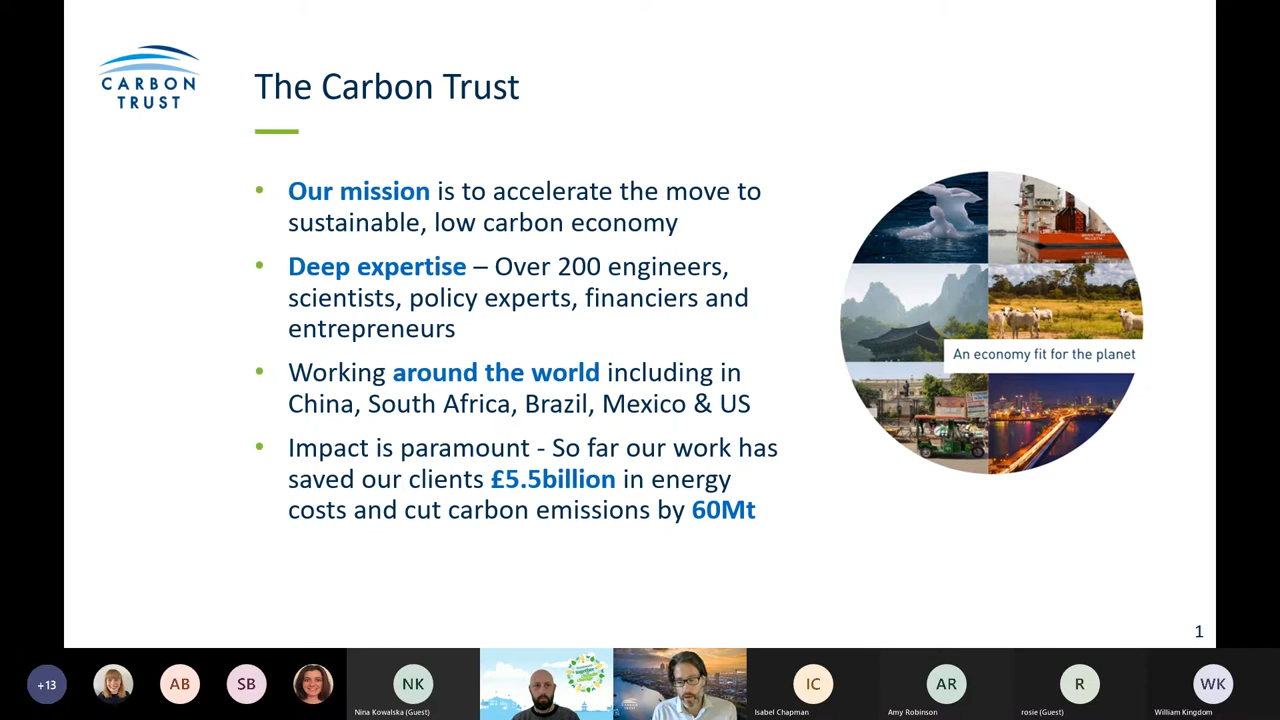 CARBON
TRUST
The Carbon Trust
• Our mission is to accelerate the move to
sustainable, low carbon economy
• Deep expertise – Over 200 engineers,
scientists, policy experts, financiers and
entrepreneurs
• Working around the world including in
China, South Africa, Brazil, Mexico & US
• Impact is paramount - So far our work has
saved our clients £5.5billion in energy
costs and cut carbon emissions by 60Mt
An economy fit for the planet
1
+13
AB
SB
NK
Nina Kowalska (Guest)
together
CARBON
TRUST
IC
Isabel Chapman
AR
Amy Robinson
R
rosie (Guest)
WK
William Kingdom